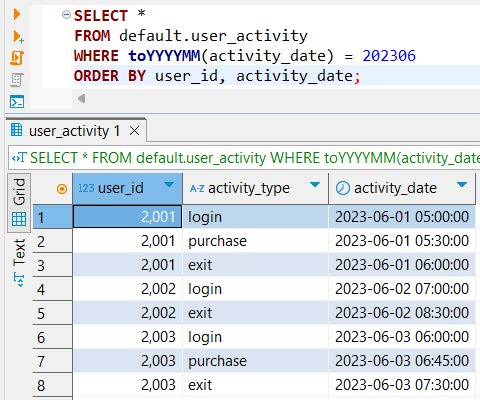 SELECT *
FROM default.user_activity
WHERE toYYYYMM(activity_date) = 202306
ORDER BY user_id, activity_date;
user_activity 1
SELECT * FROM default.user_activity WHERE toYYYYMM(activity_date
Grid
Text
123 user_id A-Z activity_type activity_date
1 2,001 login 2023-06-01 05:00:00
2 2,001 purchase 2023-06-01 05:30:00
3 2,001 exit 2023-06-01 06:00:00
4 2,002 login 2023-06-02 07:00:00
5 2,002 exit 2023-06-02 08:30:00
6 2,003 login 2023-06-03 06:00:00
7 2,003 purchase 2023-06-03 06:45:00
8 2,003 exit 2023-06-03 07:30:00